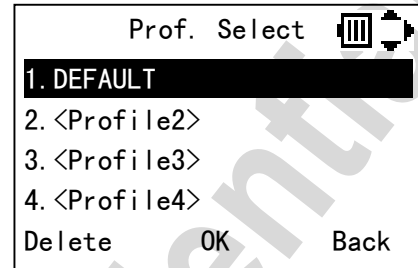 Prof. Select
1.DEFAULT
2.<Profile2>
3.<Profile3>
4.<Profile4>
Delete OK Back